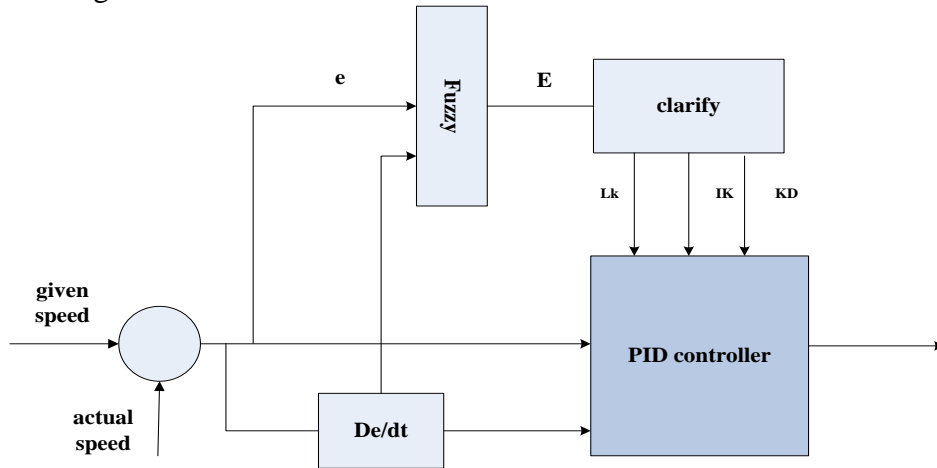 e
Fuzzy
E
clarify
Lk
IK
KD
given
speed
PID controller
actual
speed
De/dt